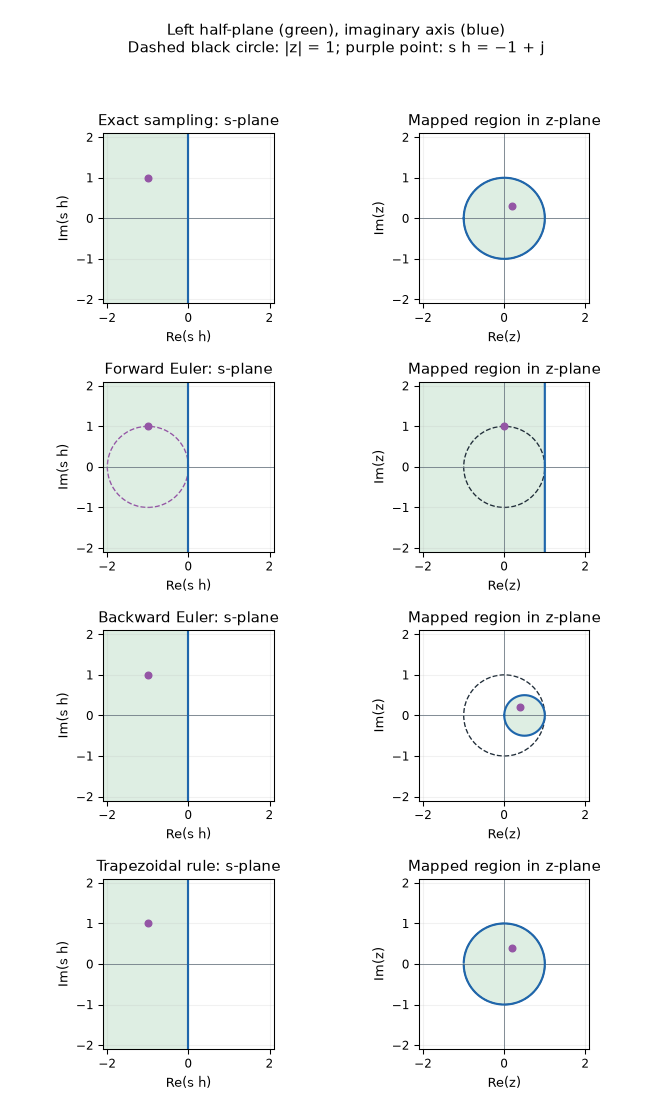 Left half-plane (green), imaginary axis (blue)
Dashed black circle: |z| = 1; purple point: s h = −1 + j
Exact sampling: s-plane
Mapped region in z-plane
2
1
0
−1
−2
Im(s h)
−2
0
2
Re(s h)
2
1
0
−1
−2
Im(z)
−2
0
2
Re(z)
Forward Euler: s-plane
Mapped region in z-plane
2
1
0
−1
−2
Im(s h)
−2
0
2
Re(s h)
2
1
0
−1
−2
Im(z)
−2
0
2
Re(z)
Backward Euler: s-plane
Mapped region in z-plane
2
1
0
−1
−2
Im(s h)
−2
0
2
Re(s h)
2
1
0
−1
−2
Im(z)
−2
0
2
Re(z)
Trapezoidal rule: s-plane
Mapped region in z-plane
2
1
0
−1
−2
Im(s h)
−2
0
2
Re(s h)
2
1
0
−1
−2
Im(z)
−2
0
2
Re(z)